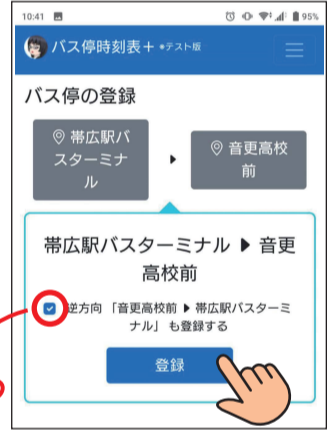 10:41 95%
バス停時刻表+ ●テスト版
バス停の登録
帯広駅バ
スターミナ
ル
▶
音更高校
前
帯広駅バスターミナル ▶ 音更
高校前
逆方向 「音更高校前 ▶ 帯広駅バスターミ
ナル」 も登録する
登録